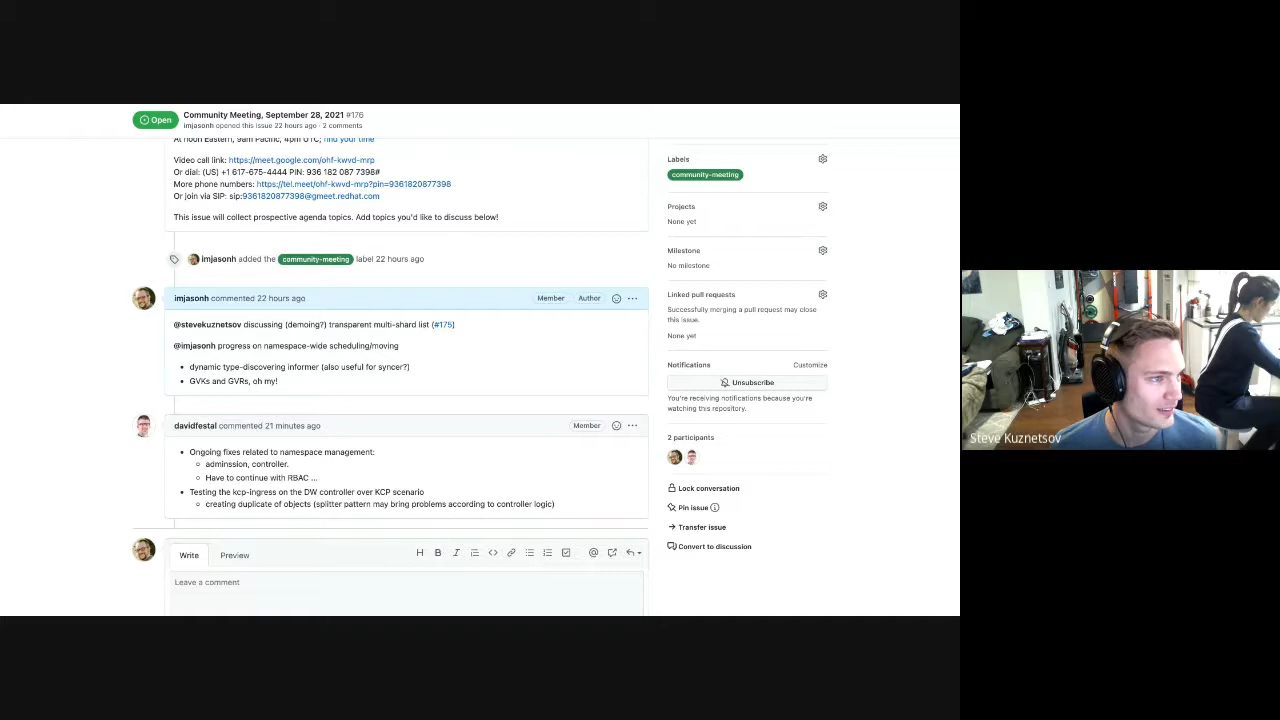 Open
Community Meeting, September 28, 2021 #176
imjasonh opened this issue 22 hours ago · 2 comments
At noon Eastern, 9am Pacific, 4pm UTC; find your time
Video call link: https://meet.google.com/ohf-kwvd-mrp
Or dial: (US) +1 617-675-4444 PIN: 936 182 087 7398#
More phone numbers: https://tel.meet/ohf-kwvd-mrp?pin=9361820877398
Or join via SIP: sip:9361820877398@gmeet.redhat.com
This issue will collect prospective agenda topics. Add topics you'd like to discuss below!
imjasonh added the community-meeting label 22 hours ago
imjasonh commented 22 hours ago
Member
Author
@stevekuznetsov discussing (demoing?) transparent multi-shard list (#175)
@imjasonh progress on namespace-wide scheduling/moving
dynamic type-discovering informer (also useful for syncer?)
GVKs and GVRs, oh my!
davidfestal commented 21 minutes ago
Member
Ongoing fixes related to namespace management:
adminssion, controller.
Have to continue with RBAC ...
Testing the kcp-ingress on the DW controller over KCP scenario
creating duplicate of objects (splitter pattern may bring problems according to controller logic)
Write
Preview
Leave a comment
Labels
community-meeting
Projects
None yet
Milestone
No milestone
Linked pull requests
Successfully merging a pull request may close
this issue.
None yet
Notifications
Customize
Unsubscribe
You're receiving notifications because you're
watching this repository.
2 participants
Lock conversation
Pin issue
Transfer issue
Convert to discussion
Steve Kuznetsov